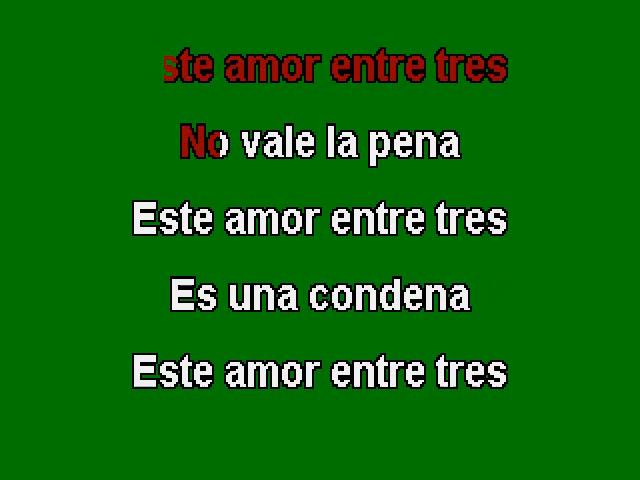 ste amor entre tres
No vale la pena
Este amor entre tres
Es una condena
Este amor entre tres